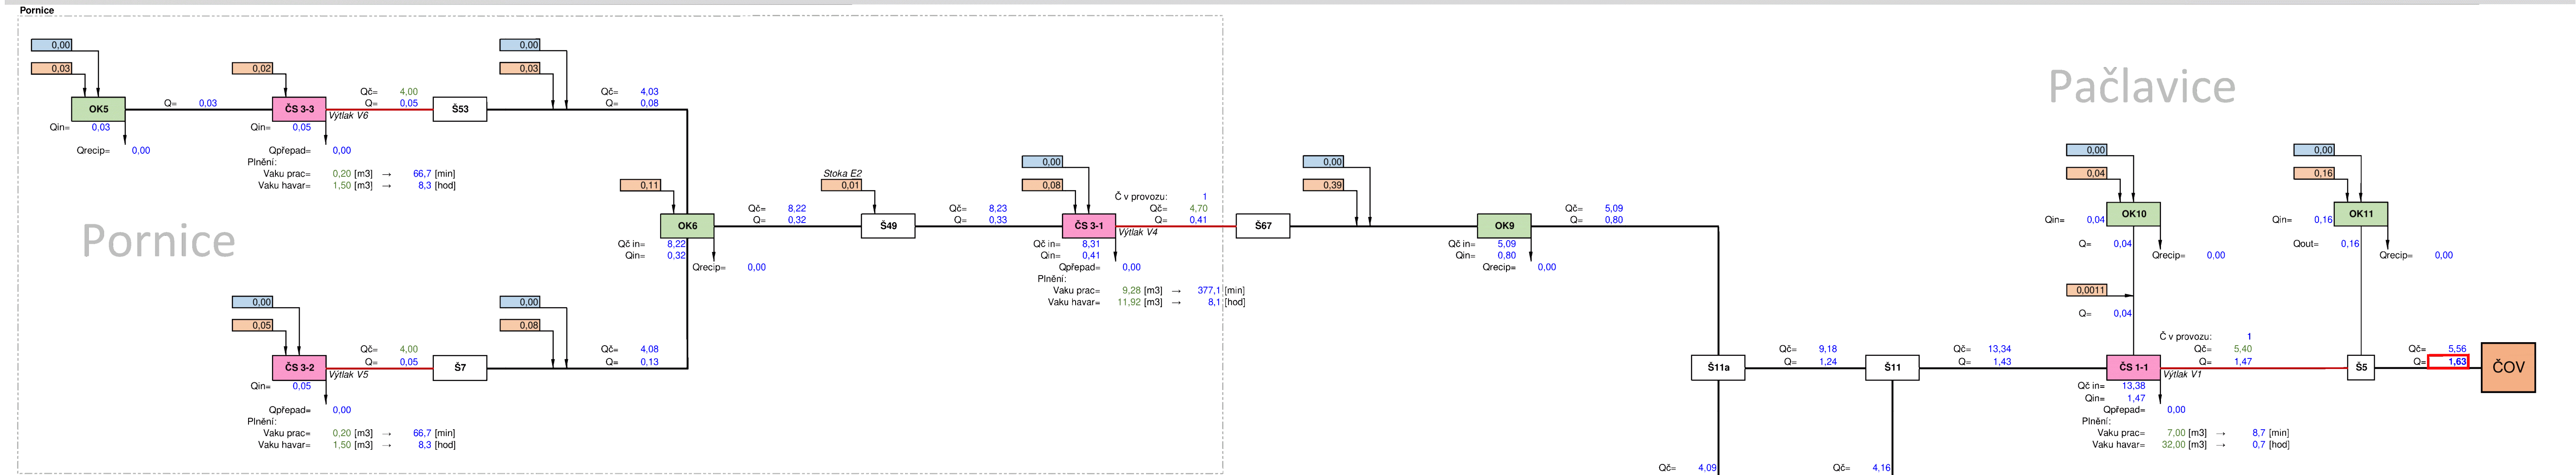 Pornice
0,00
0,03
OK5
Qin= 0,03
Qrecip= 0,00
Q= 0,03
0,02
ČS 3-3
Výtlak V6
Qin= 0,05
Qpřepad= 0,00
Plnění:
Vaku prac= 0,20 [m3] → 66,7 [min]
Vaku havar= 1,50 [m3] → 8,3 [hod]
Qč= 4,00
Q= 0,05
Š53
0,00
0,03
Qč= 4,03
Q= 0,08
Pornice
0,00
0,05
ČS 3-2
Výtlak V5
Qin= 0,05
Qpřepad= 0,00
Plnění:
Vaku prac= 0,20 [m3] → 66,7 [min]
Vaku havar= 1,50 [m3] → 8,3 [hod]
Qč= 4,00
Q= 0,05
Š7
0,00
0,08
Qč= 4,08
Q= 0,13
0,11
OK6
Qč in= 8,22
Qin= 0,32
Qrecip= 0,00
Qč= 8,22
Q= 0,32
Stoka E2
0,01
Š49
Qč= 8,23
Q= 0,33
0,00
0,08
ČS 3-1
Výtlak V4
Qč in= 8,31
Qin= 0,41
Qpřepad= 0,00
Plnění:
Vaku prac= 9,28 [m3] → 377,1 [min]
Vaku havar= 11,92 [m3] → 8,1 [hod]
Č v provozu: 1
Qč= 4,70
Q= 0,41
Š67
0,00
0,39
OK9
Qč in= 5,09
Qin= 0,80
Qrecip= 0,00
Qč= 5,09
Q= 0,80
Š11a
Qč= 4,09
Qč= 9,18
Q= 1,24
Š11
Qč= 4,16
Qč= 13,34
Q= 1,43
Pačlavice
0,00
0,04
OK10
Qin= 0,04
Q= 0,04
Qrecip= 0,00
0,0011
Q= 0,04
ČS 1-1
Výtlak V1
Qč in= 13,38
Qin= 1,47
Qpřepad= 0,00
Plnění:
Vaku prac= 7,00 [m3] → 8,7 [min]
Vaku havar= 32,00 [m3] → 0,7 [hod]
Č v provozu: 1
Qč= 5,40
Q= 1,47
0,00
0,16
OK11
Qin= 0,16
Qout= 0,16
Qrecip= 0,00
Š5
Qč= 5,56
Q= 1,63
ČOV